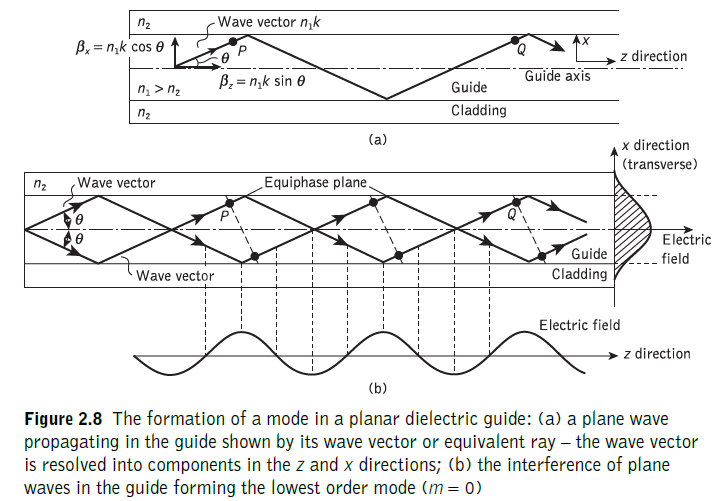 n₂
Wave vector n₁k
βₓ = n₁k cos θ
P
Q
x
θ
z direction
β_z = n₁k sin θ
Guide axis
n₁ > n₂
Guide
n₂
Cladding
(a)
x direction
(transverse)
n₂
Wave vector
Equiphase plane
P
Q
θ
θ
Electric
field
Guide
Wave vector
Cladding
Electric field
z direction
(b)
Figure 2.8 The formation of a mode in a planar dielectric guide: (a) a plane wave
propagating in the guide shown by its wave vector or equivalent ray – the wave vector
is resolved into components in the z and x directions; (b) the interference of plane
waves in the guide forming the lowest order mode (m = 0)